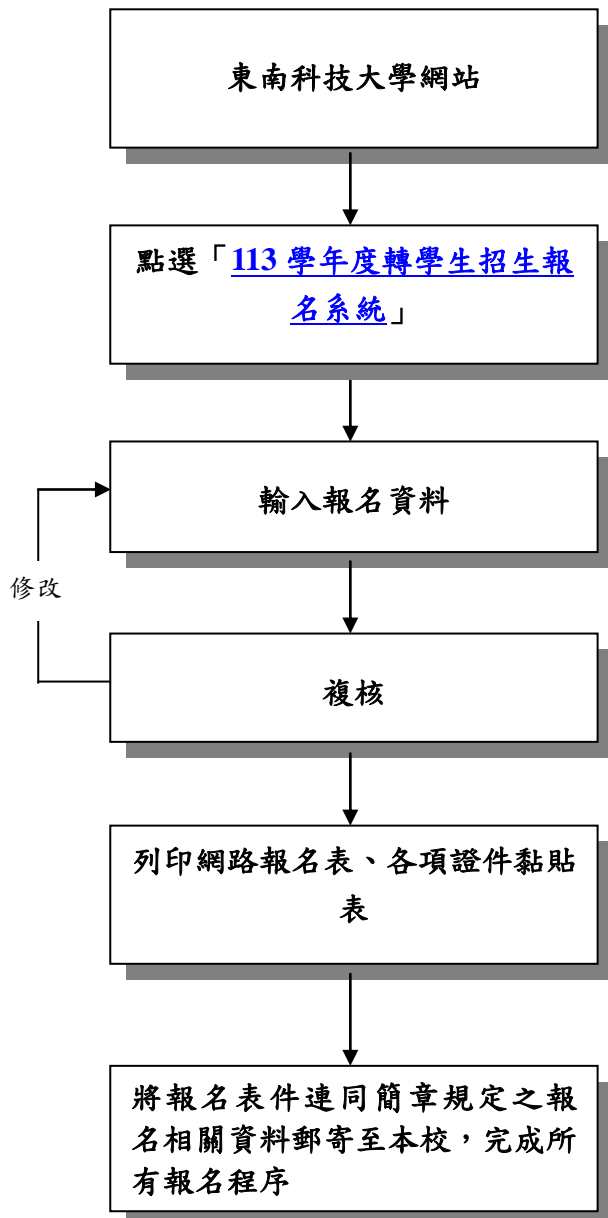 東南科技大學網站
點選「113 學年度轉學生招生報
名系統」
輸入報名資料
修改
複核
列印網路報名表、各項證件黏貼
表
將報名表件連同簡章規定之報
名相關資料郵寄至本校，完成所
有報名程序